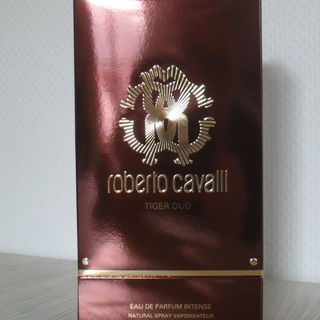 roberto cavalli
TIGER OUD
EAU DE PARFUM INTENSE
NATURAL SPRAY VAPORISATEUR